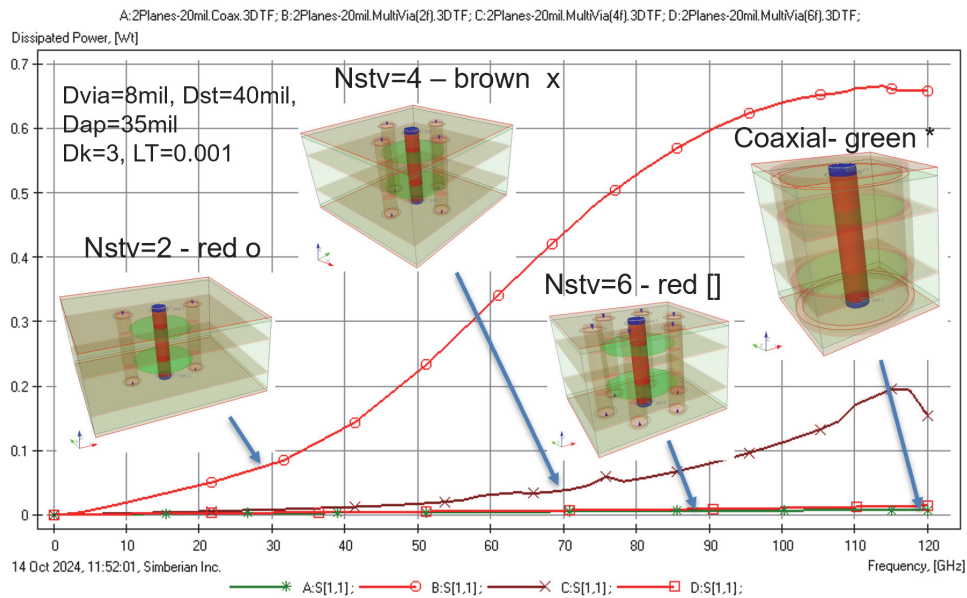 A:2Planes-20mil.Coax.3DTF; B:2Planes-20mil.MultiVia(2f).3DTF; C:2Planes-20mil.MultiVia(4f).3DTF; D:2Planes-20mil.MultiVia(6f).3DTF;
Dissipated Power, [Wt]
0.7
0.6
0.5
0.4
0.3
0.2
0.1
0
Dvia=8mil, Dst=40mil,
Dap=35mil
Dk=3, LT=0.001
Nstv=4 – brown x
Coaxial- green *
Nstv=2 - red o
Nstv=6 - red []
0 10 20 30 40 50 60 70 80 90 100 110 120
14 Oct 2024, 11:52:01, Simberian Inc.
Frequency, [GHz]
A:S[1,1]; B:S[1,1]; C:S[1,1]; D:S[1,1];